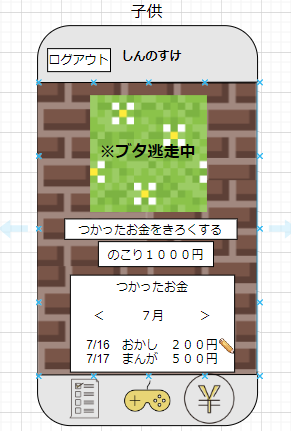 子供
ログアウト
しんのすけ
※ブタ逃走中
つかったお金をきろくする
のこり１０００円
つかったお金
＜ ７月 ＞
7/16 おかし ２００円
7/17 まんが ５００円
¥